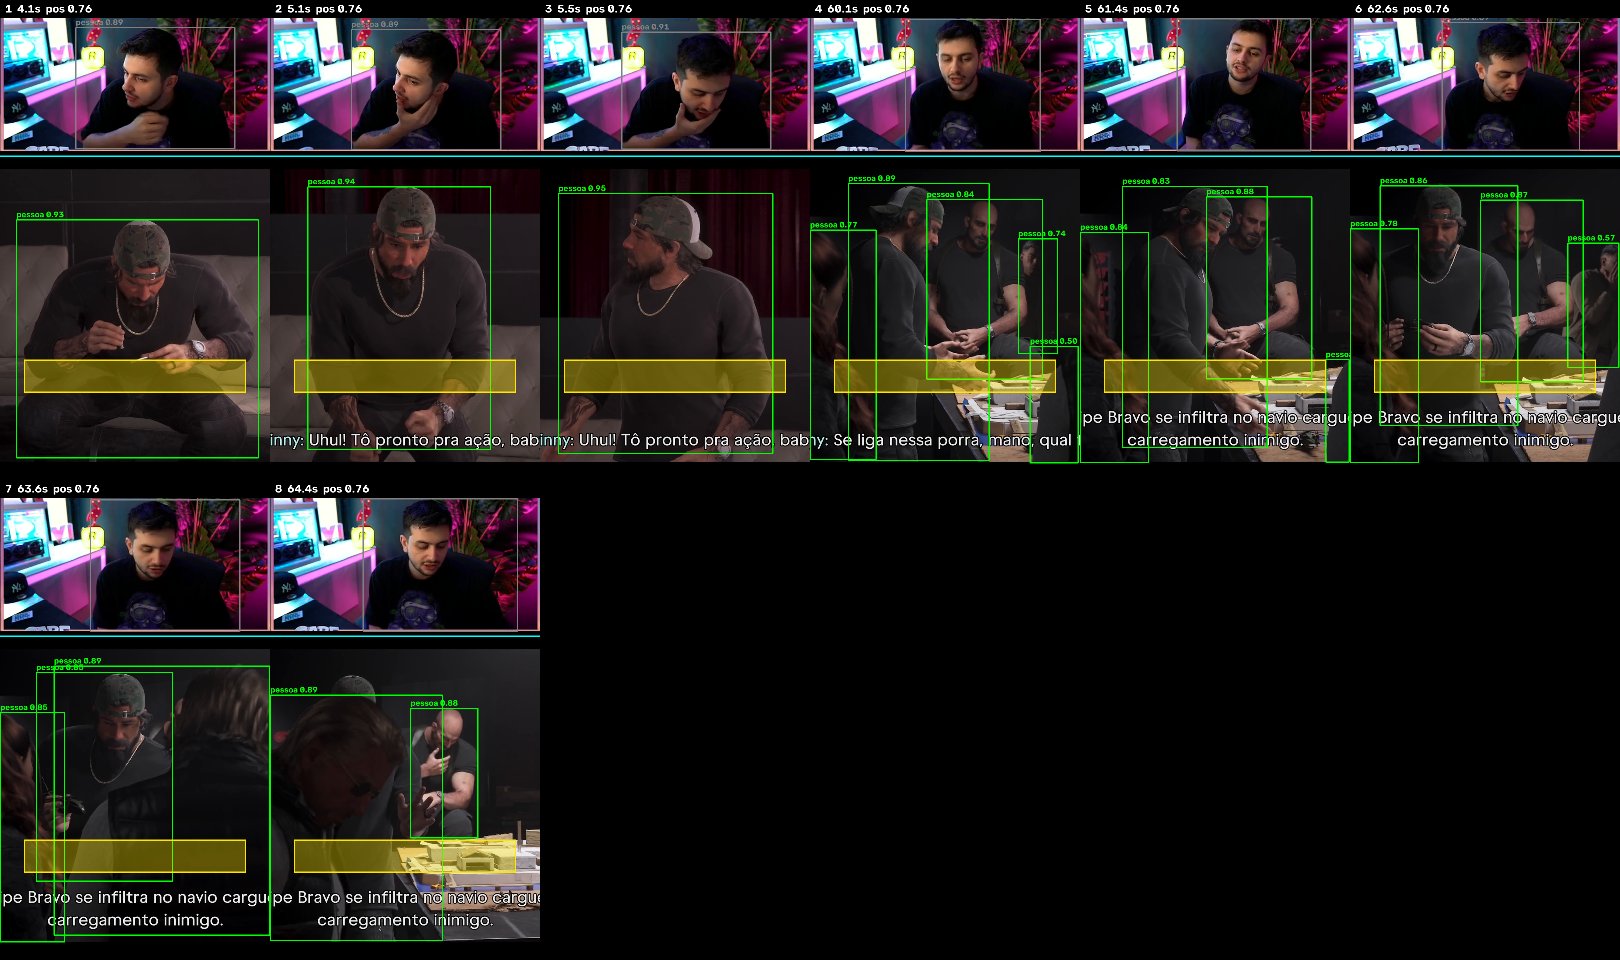 1 4.1s pos 0.76
2 5.1s pos 0.76
3 5.5s pos 0.76
4 60.1s pos 0.76
5 61.4s pos 0.76
6 62.6s pos 0.76
pessoa 0.89
pessoa 0.89
pessoa 0.91
pessoa 0.89
pessoa 0.93
pessoa 0.94
pessoa 0.95
pessoa 0.89
pessoa 0.84
pessoa 0.77
pessoa 0.74
pessoa 0.50
pessoa 0.83
pessoa 0.88
pessoa 0.84
pessoa
pessoa 0.86
pessoa 0.87
pessoa 0.78
pessoa 0.57
inny: Uhul! Tô pronto pra ação, bab
inny: Uhul! Tô pronto pra ação, bab
ny: Se liga nessa porra, mano, qual
pe Bravo se infiltra no navio cargu
carregamento inimigo.
pe Bravo se infiltra no navio cargue
carregamento inimigo.
7 63.6s pos 0.76
8 64.4s pos 0.76
pessoa 0.89
pessoa
pessoa 0.85
pessoa 0.89
pessoa 0.88
pe Bravo se infiltra no navio cargu
carregamento inimigo.
pe Bravo se infiltra no navio cargue
carregamento inimigo.